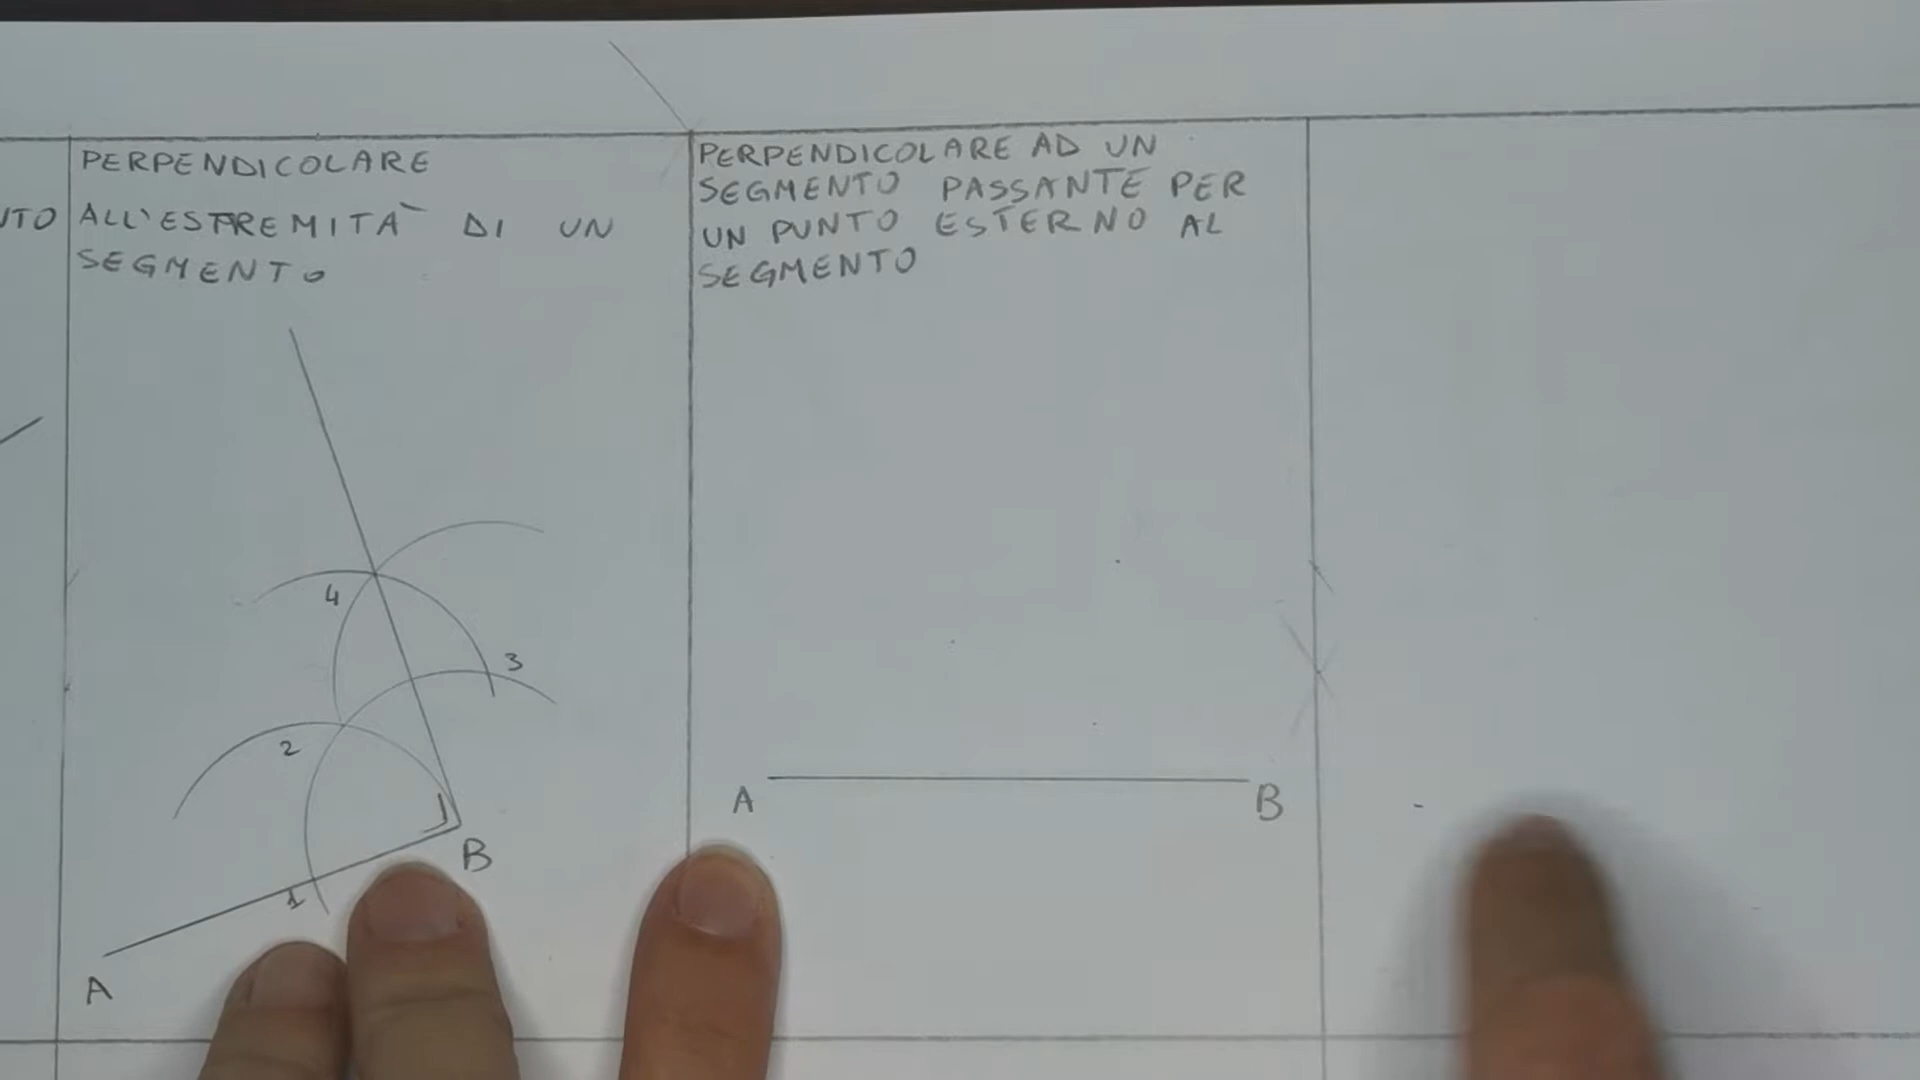 NTO
PERPENDICOLARE
ALL'ESTREMITÀ DI UN
SEGMENTO
4
3
2
1
B
A
PERPENDICOLARE AD UN
SEGMENTO PASSANTE PER
UN PUNTO ESTERNO AL
SEGMENTO
A
B